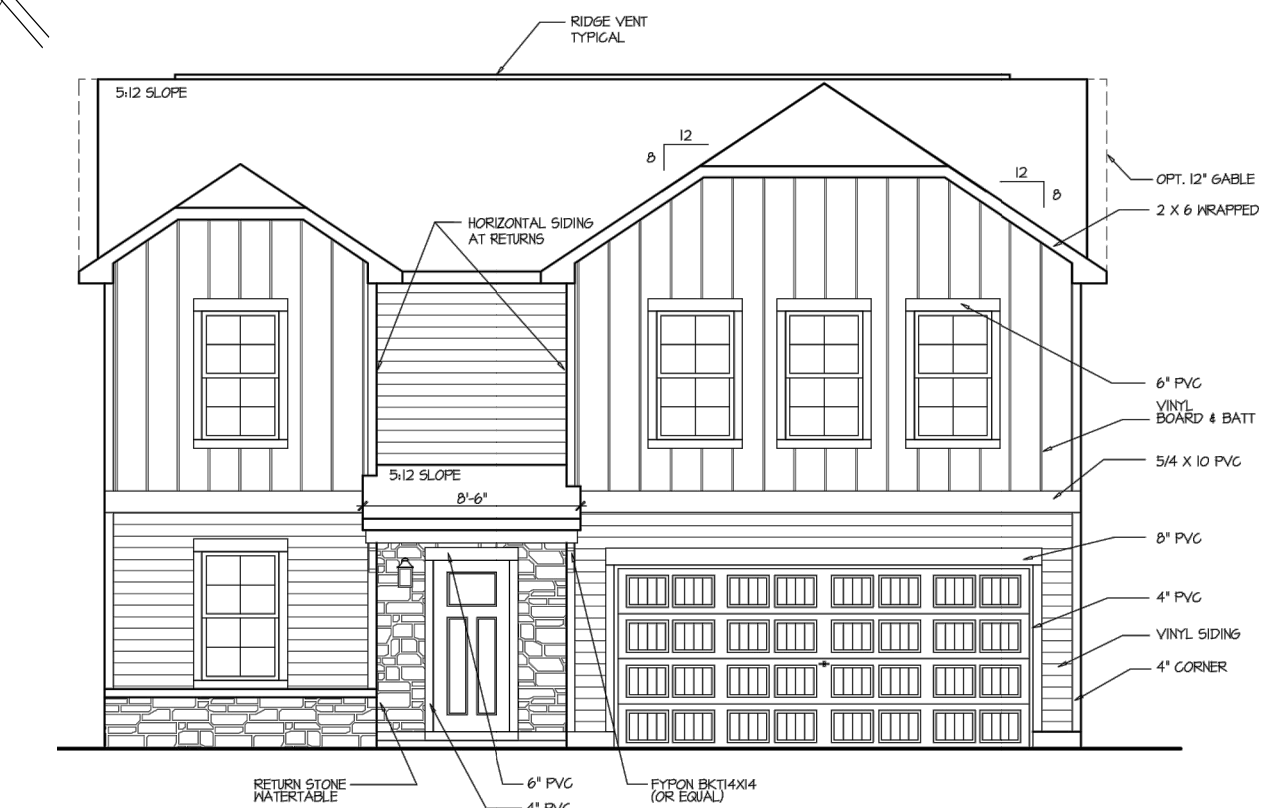 RIDGE VENT
TYPICAL
5:12 SLOPE
12
8
12
8
OPT. 12" GABLE
2 X 6 WRAPPED
HORIZONTAL SIDING
AT RETURNS
6" PVC
VINYL
BOARD & BATT
5/4 X 10 PVC
5:12 SLOPE
8'-6"
8" PVC
4" PVC
VINYL SIDING
4" CORNER
RETURN STONE
WATERTABLE
6" PVC
FYPON BKT14X14
(OR EQUAL)
4" PVC